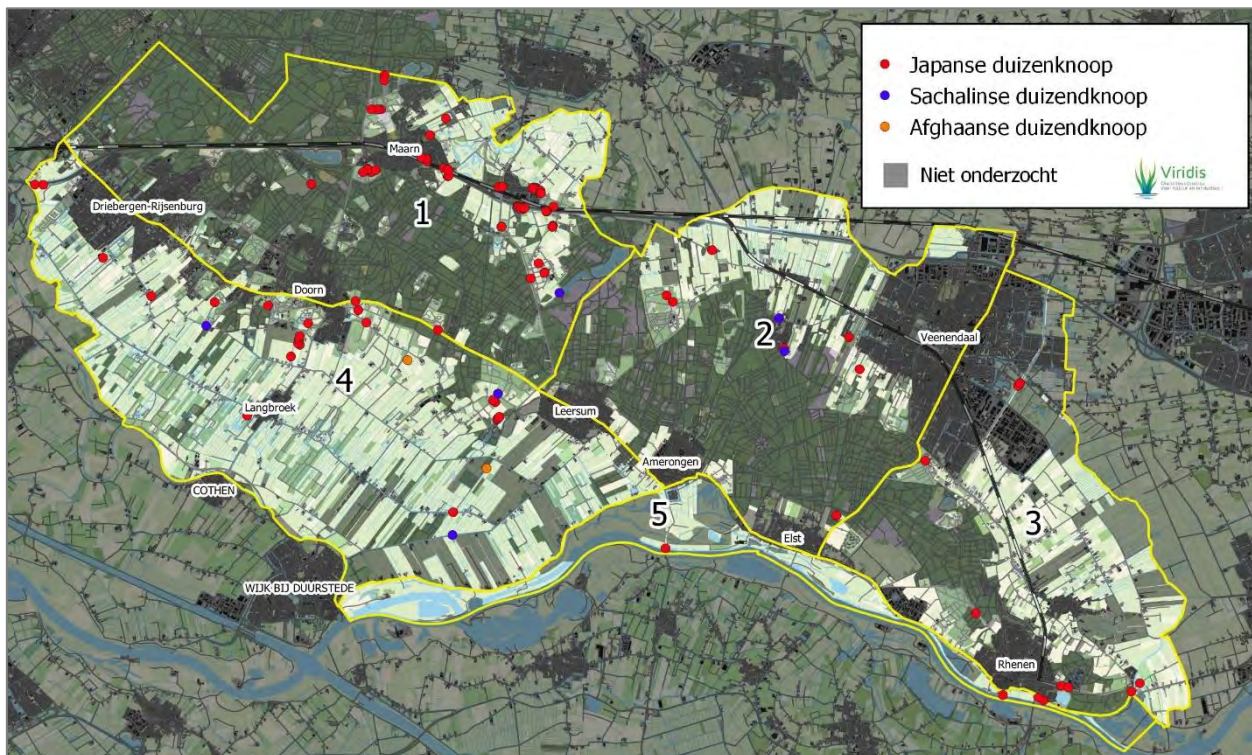 Japanse duizenknoop
Sachalinse duizendknoop
Afghaanse duizendknoop
Niet onderzocht
Viridis
Maarn
1
Driebergen-Rijsenburg
Doorn
2
Veenendaal
4
Langbroek
Leersum
Amerongen
COTHEN
5
3
Elst
WIJK BIJ DUURSTEDE
Rhenen